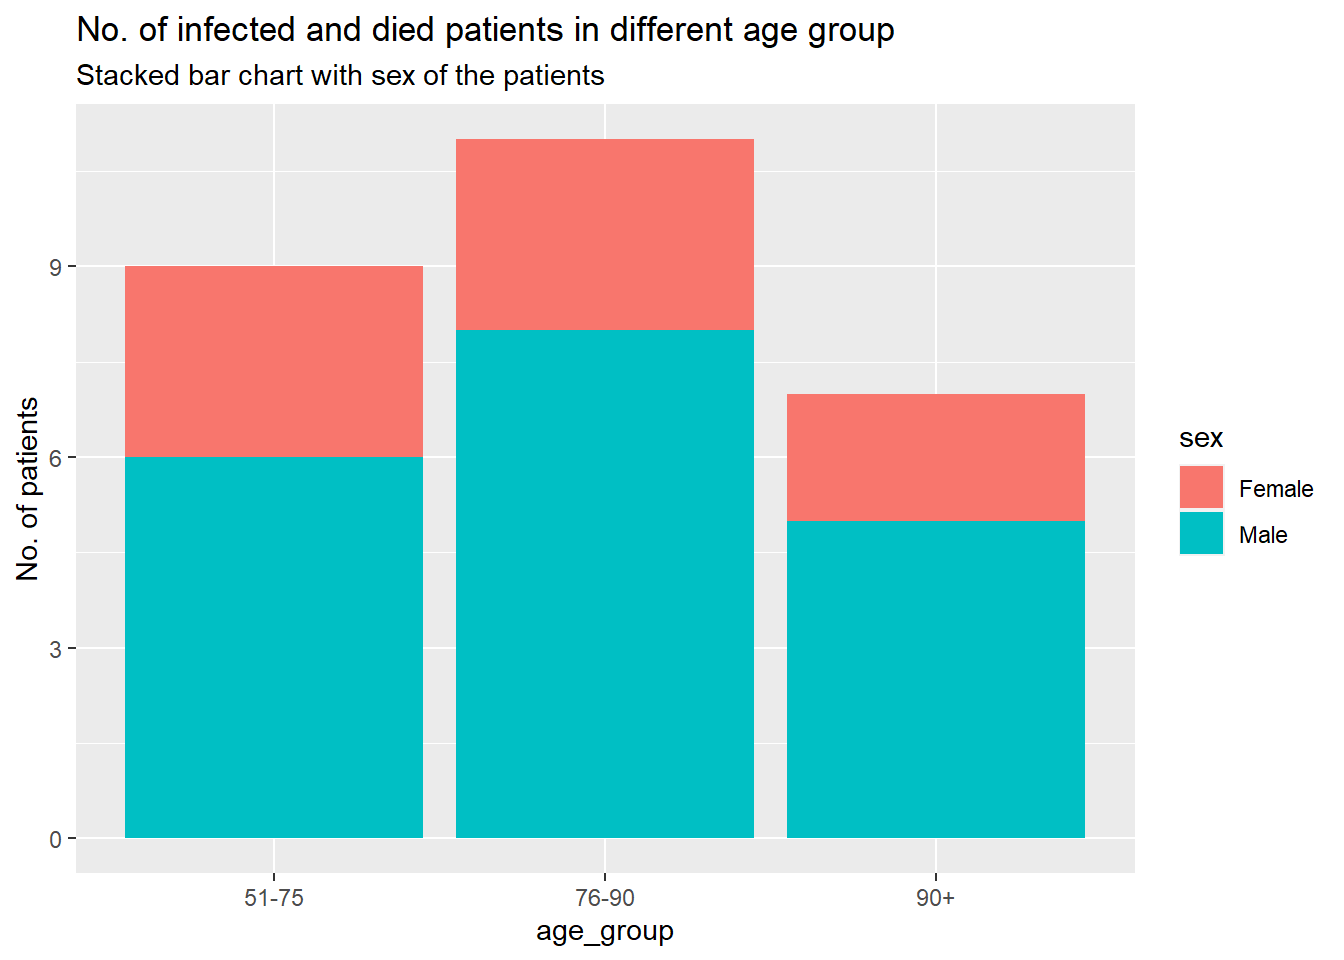 No. of infected and died patients in different age group
Stacked bar chart with sex of the patients
No. of patients
9
6
3
0
51-75
76-90
90+
age_group
sex
Female
Male